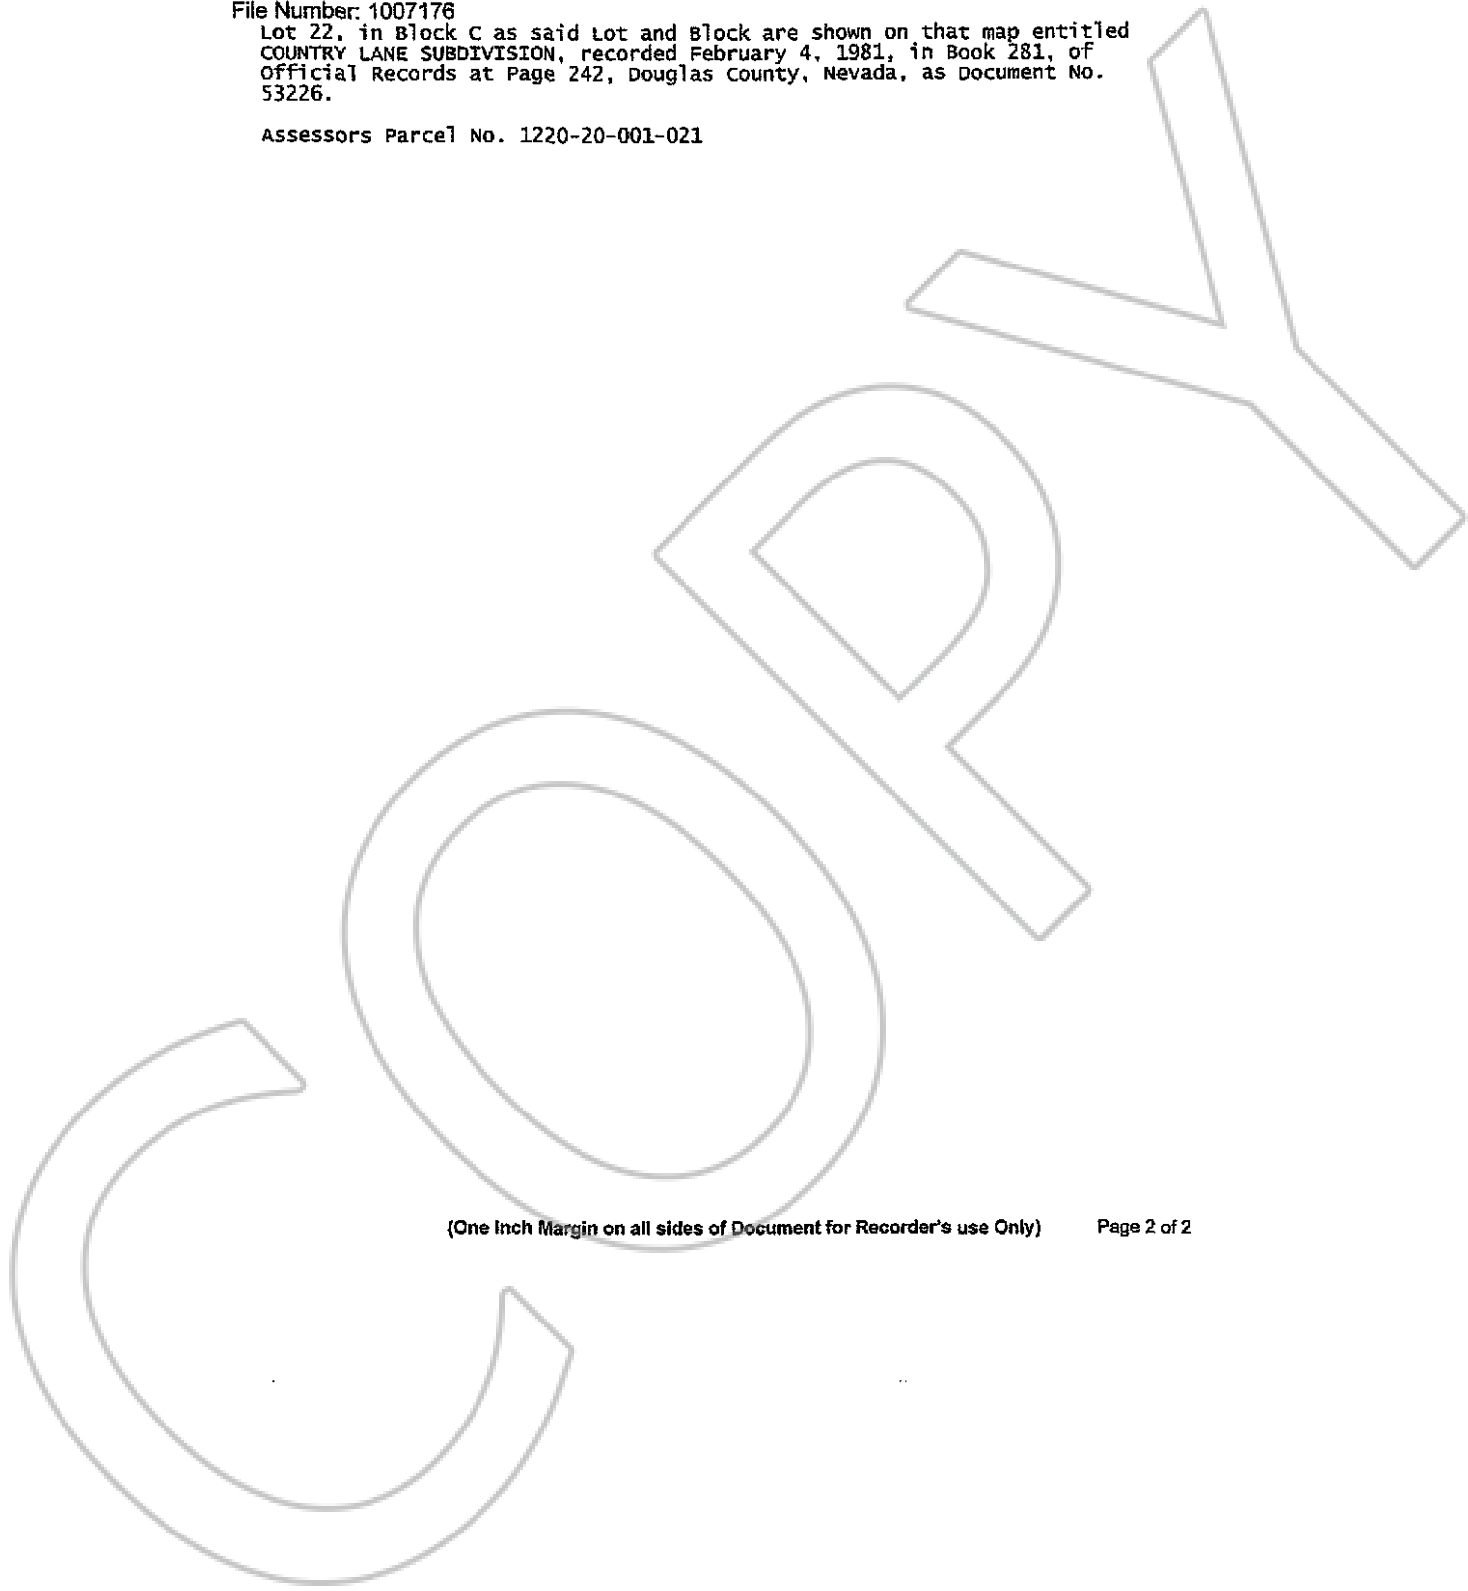 File Number: 1007176
Lot 22, in Block C as said Lot and Block are shown on that map entitled
COUNTRY LANE SUBDIVISION, recorded February 4, 1981, in Book 281, of
Official Records at Page 242, Douglas County, Nevada, as Document No.
53226.
Assessors Parcel No. 1220-20-001-021
COPY
(One Inch Margin on all sides of Document for Recorder's use Only) Page 2 of 2